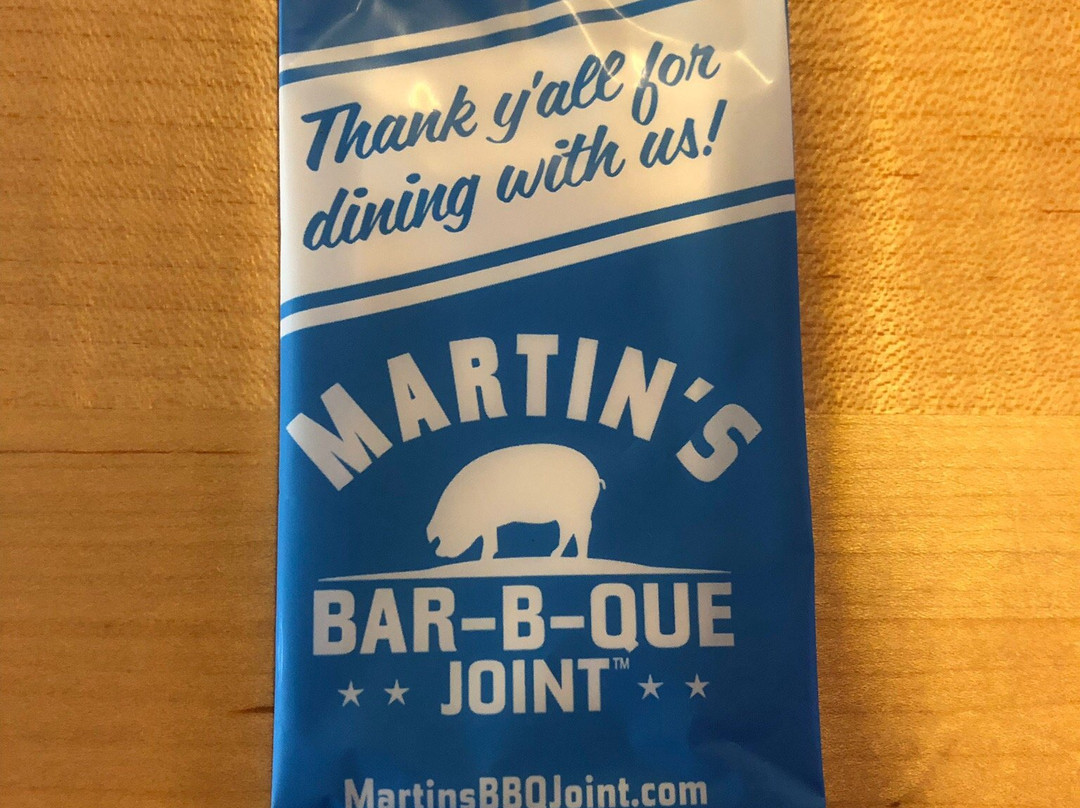 Thank y'all for
dining with us!
MARTIN'S
BAR-B-QUE
JOINT™
MartinsBBQJoint.com